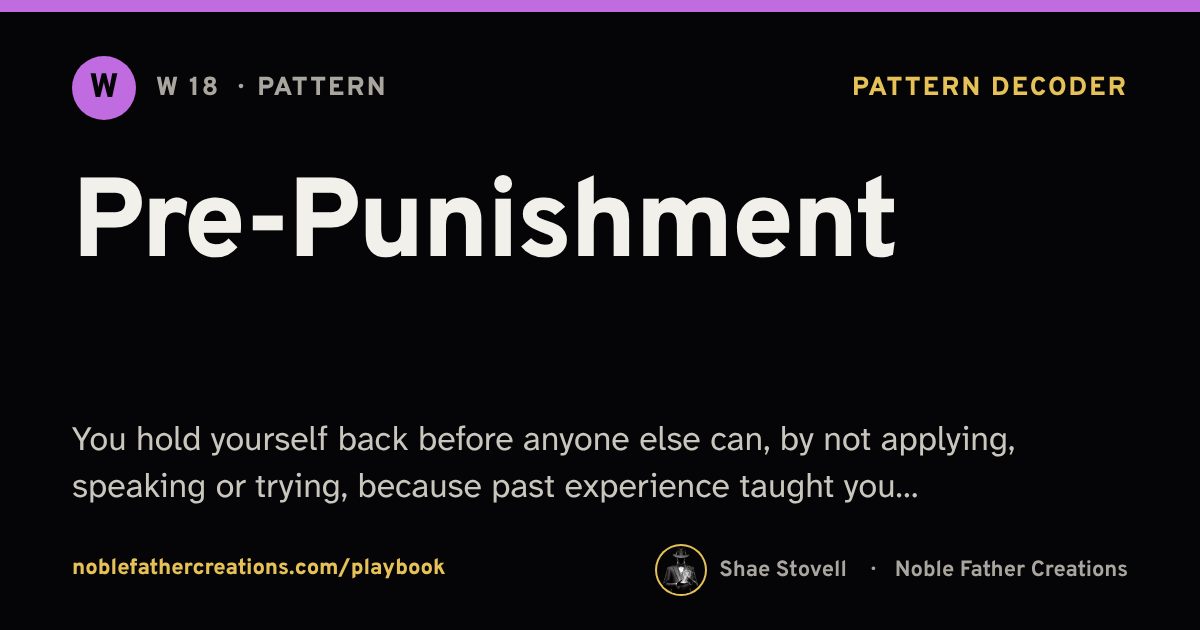 W
W 18 · PATTERN
PATTERN DECODER
Pre-Punishment
You hold yourself back before anyone else can, by not applying,
speaking or trying, because past experience taught you...
noblefathercreations.com/playbook
Shae Stovell · Noble Father Creations